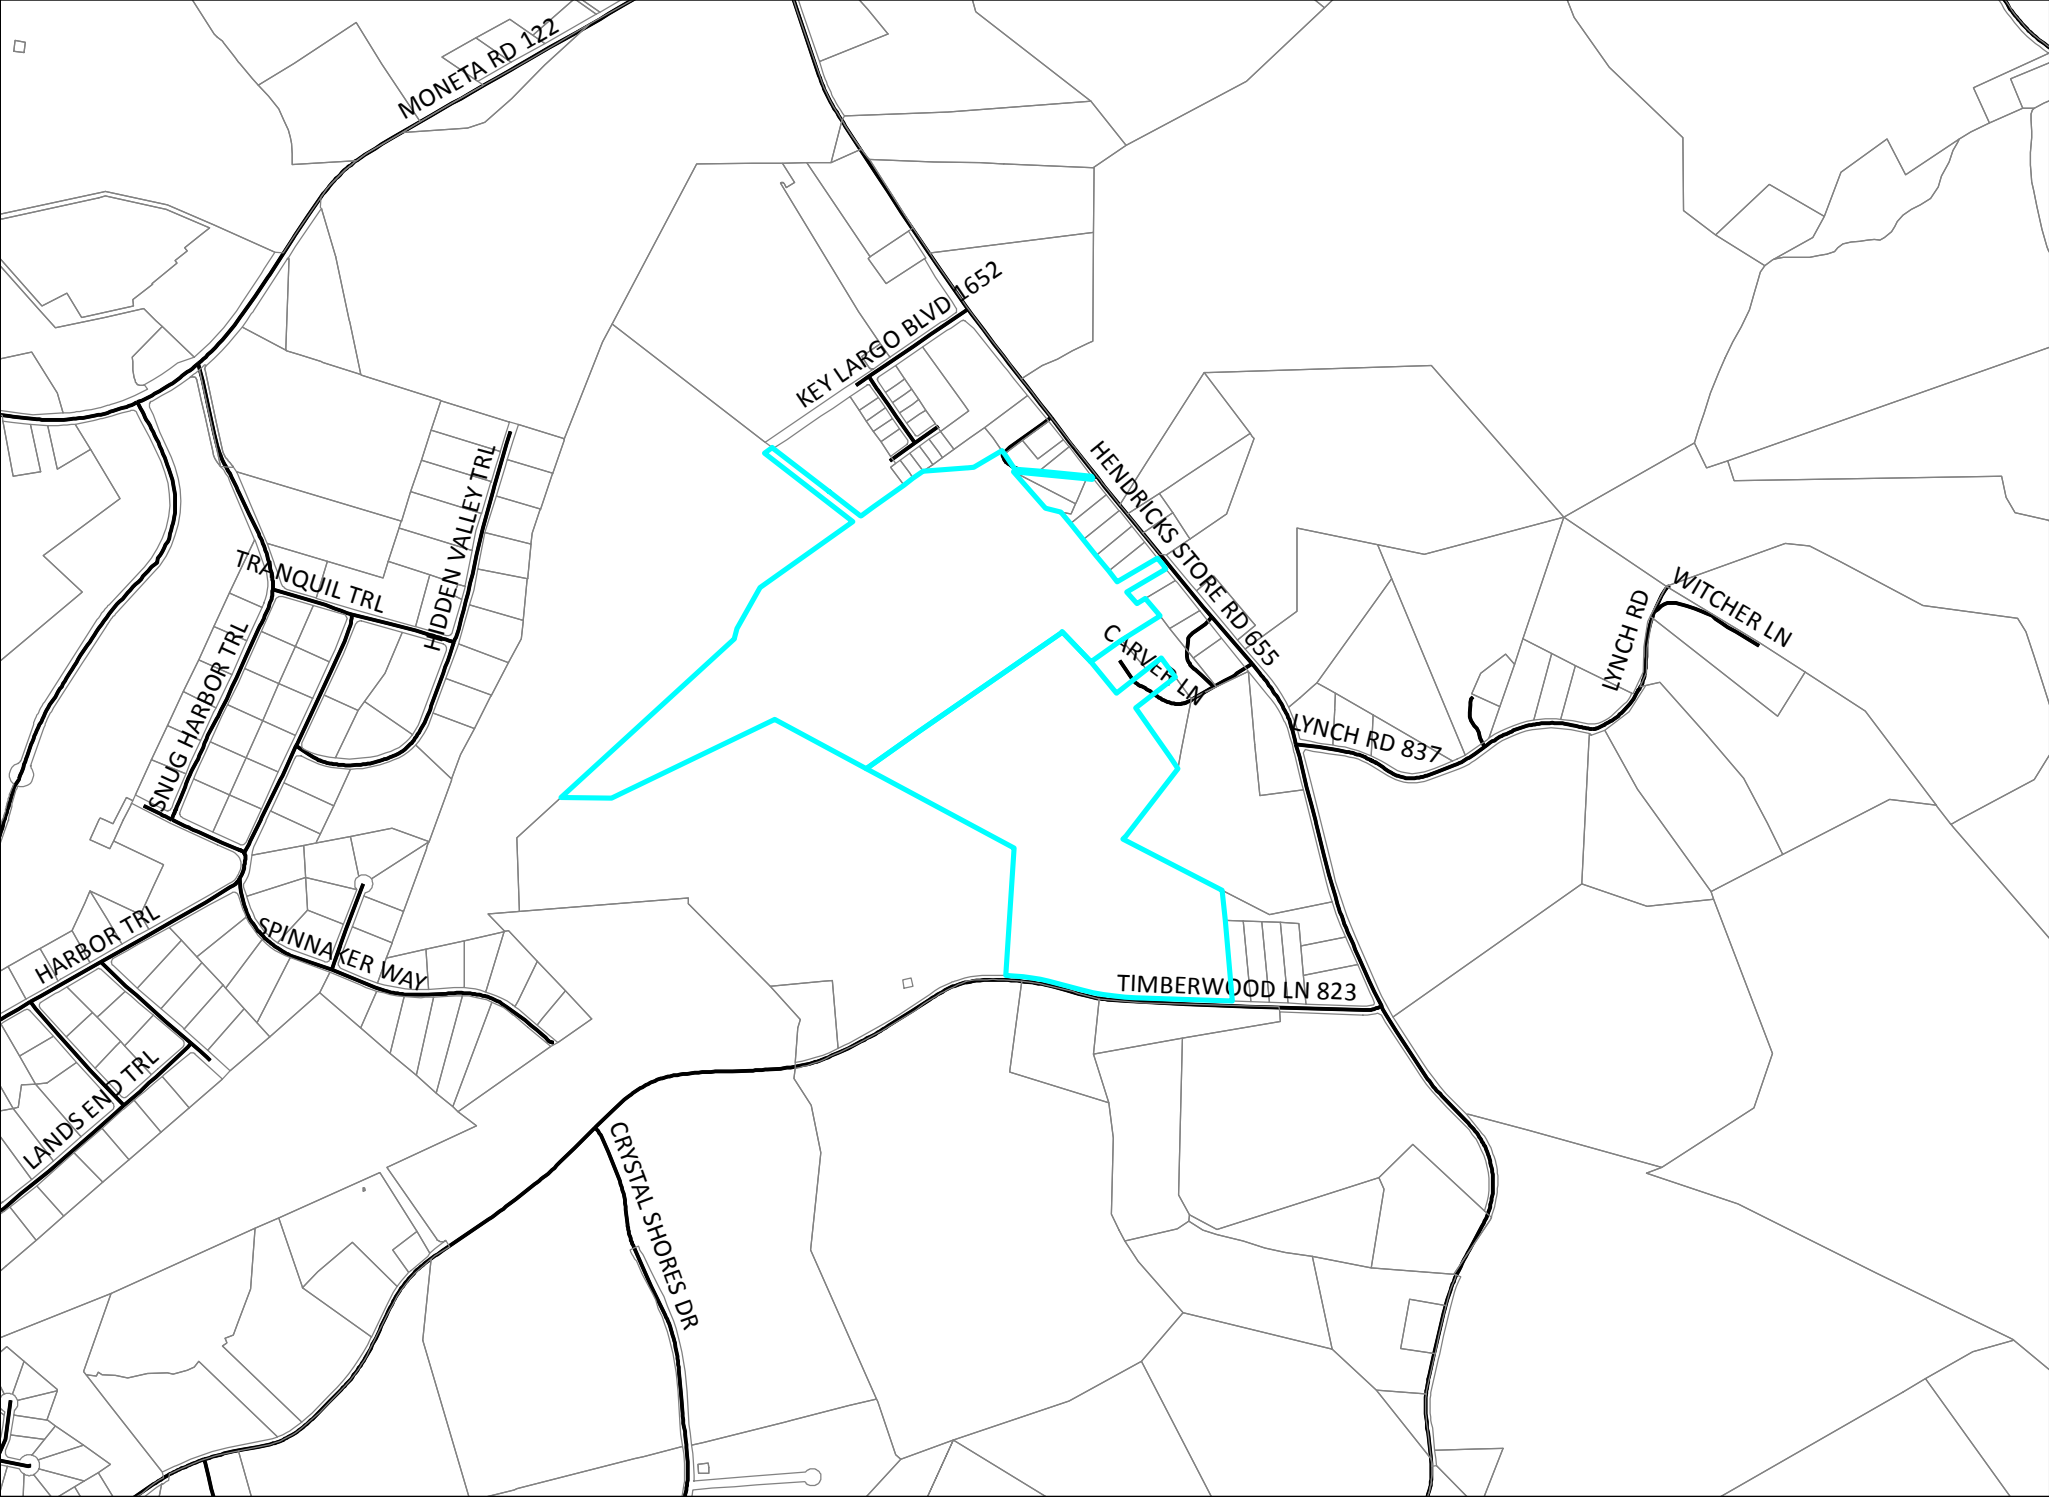 MONETA RD 122
KEY LARGO BLVD 1652
HENDRICKS STORE RD 655
HIDDEN VALLEY TRL
TRANQUIL TRL
SNUG HARBOR TRL
CARVER LN
LYNCH RD
WITCHER LN
LYNCH RD 837
HARBOR TRL
SPINNAKER WAY
TIMBERWOOD LN 823
LANDS END TRL
CRYSTAL SHORES DR